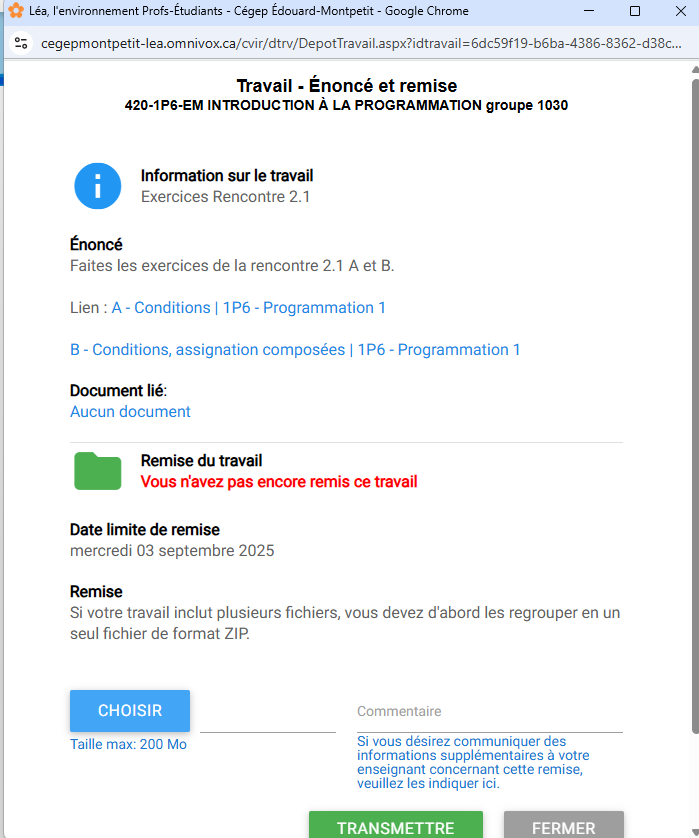 Léa, l'environnement Profs-Étudiants - Cégep Édouard-Montpetit - Google Chrome
cegepmontpetit-lea.omnivox.ca/cvir/dtrv/DepotTravail.aspx?idtravail=6dc59f19-b6ba-4386-8362-d38c...
Travail - Énoncé et remise
420-1P6-EM INTRODUCTION À LA PROGRAMMATION groupe 1030
Information sur le travail
Exercices Rencontre 2.1
Énoncé
Faites les exercices de la rencontre 2.1 A et B.
Lien : A - Conditions | 1P6 - Programmation 1
B - Conditions, assignation composées | 1P6 - Programmation 1
Document lié:
Aucun document
Remise du travail
Vous n'avez pas encore remis ce travail
Date limite de remise
mercredi 03 septembre 2025
Remise
Si votre travail inclut plusieurs fichiers, vous devez d'abord les regrouper en un
seul fichier de format ZIP.
CHOISIR
Taille max: 200 Mo
Commentaire
Si vous désirez communiquer des
informations supplémentaires à votre
enseignant concernant cette remise,
veuillez les indiquer ici.
TRANSMETTRE
FERMER